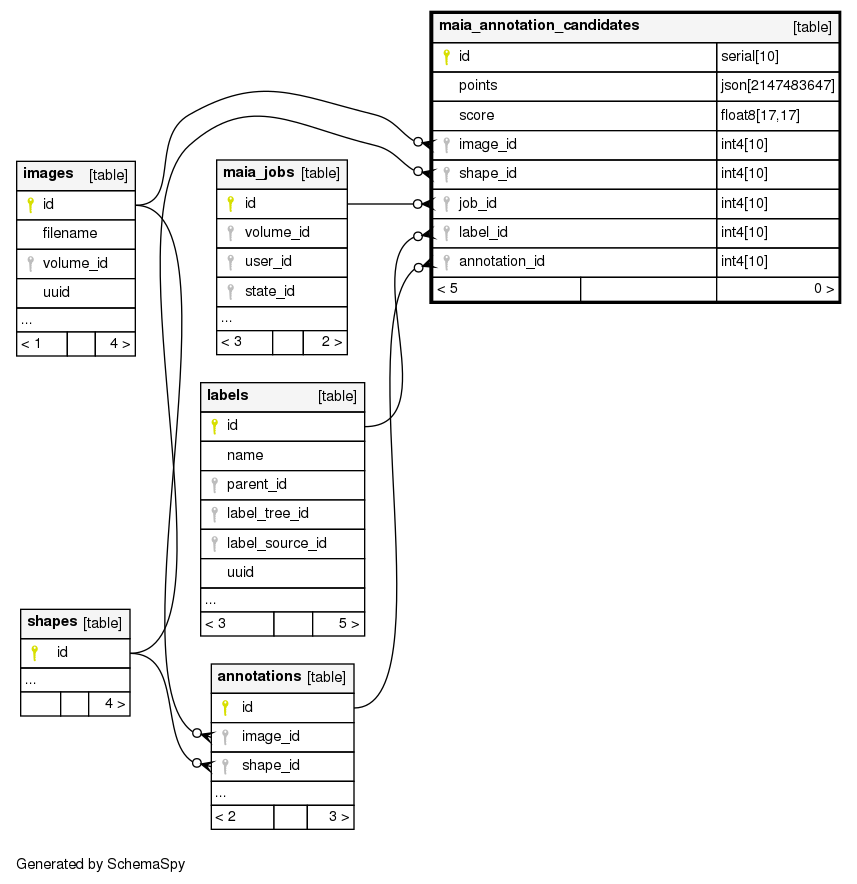 maia_annotation_candidates [table]
id serial[10]
points json[2147483647]
score float8[17,17]
image_id int4[10]
shape_id int4[10]
job_id int4[10]
label_id int4[10]
annotation_id int4[10]
< 5 0 >
images [table]
id
filename
volume_id
uuid
...
< 1 4 >
maia_jobs [table]
id
volume_id
user_id
state_id
...
< 3 2 >
labels [table]
id
name
parent_id
label_tree_id
label_source_id
uuid
...
< 3 5 >
shapes [table]
id
...
4 >
annotations [table]
id
image_id
shape_id
...
< 2 3 >
Generated by SchemaSpy